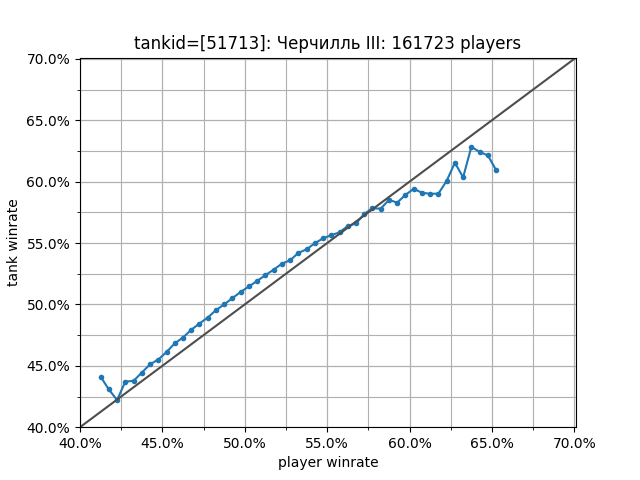 tankid=[51713]: Черчилль III: 161723 players
70.0%
65.0%
60.0%
55.0%
50.0%
45.0%
40.0%
tank winrate
40.0% 45.0% 50.0% 55.0% 60.0% 65.0% 70.0%
player winrate